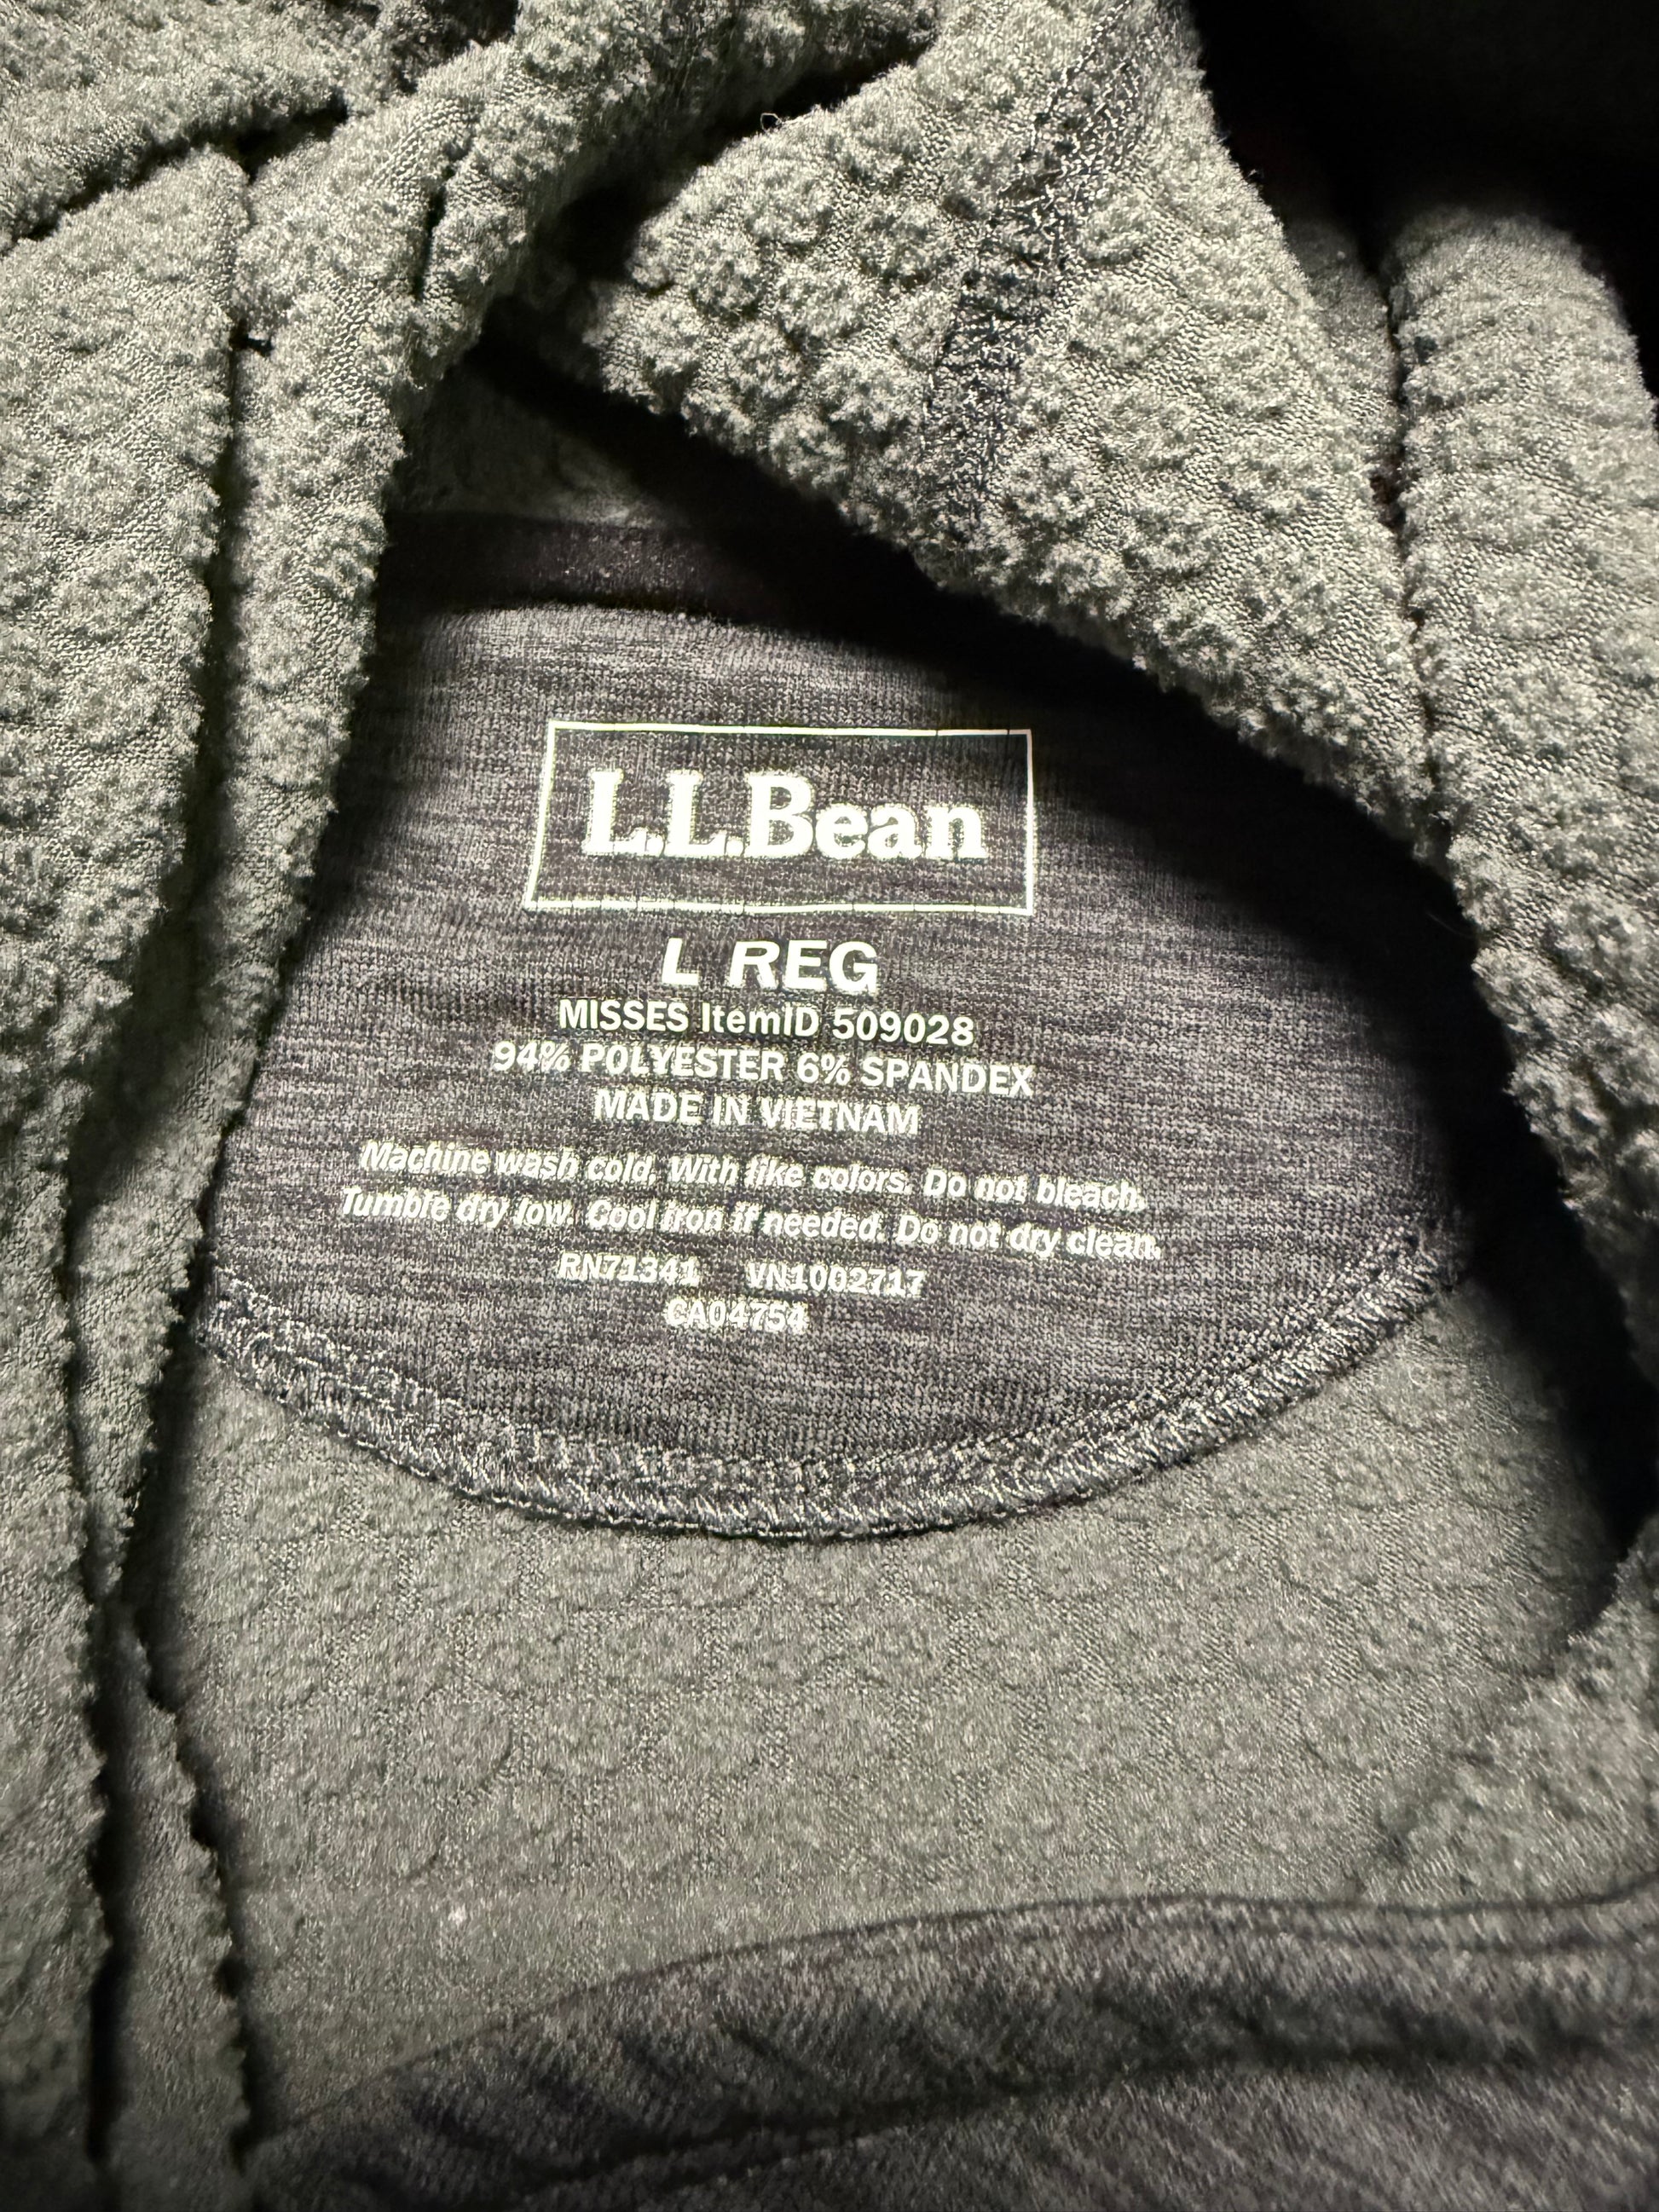 L.L.Bean
L REG
MISSES ItemID 509028
94% POLYESTER 6% SPANDEX
MADE IN VIETNAM
Machine wash cold. With like colors. Do not bleach.
Tumble dry low. Cool iron if needed. Do not dry clean.
RN71341 VN1002717
CA04754